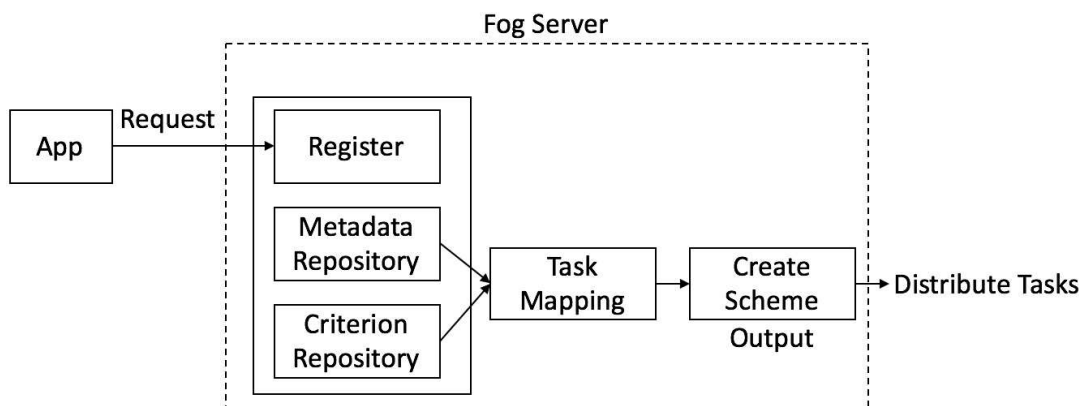 Fog Server
Request
App
Register
Metadata
Repository
Task
Mapping
Create
Scheme
Output
Distribute Tasks
Criterion
Repository